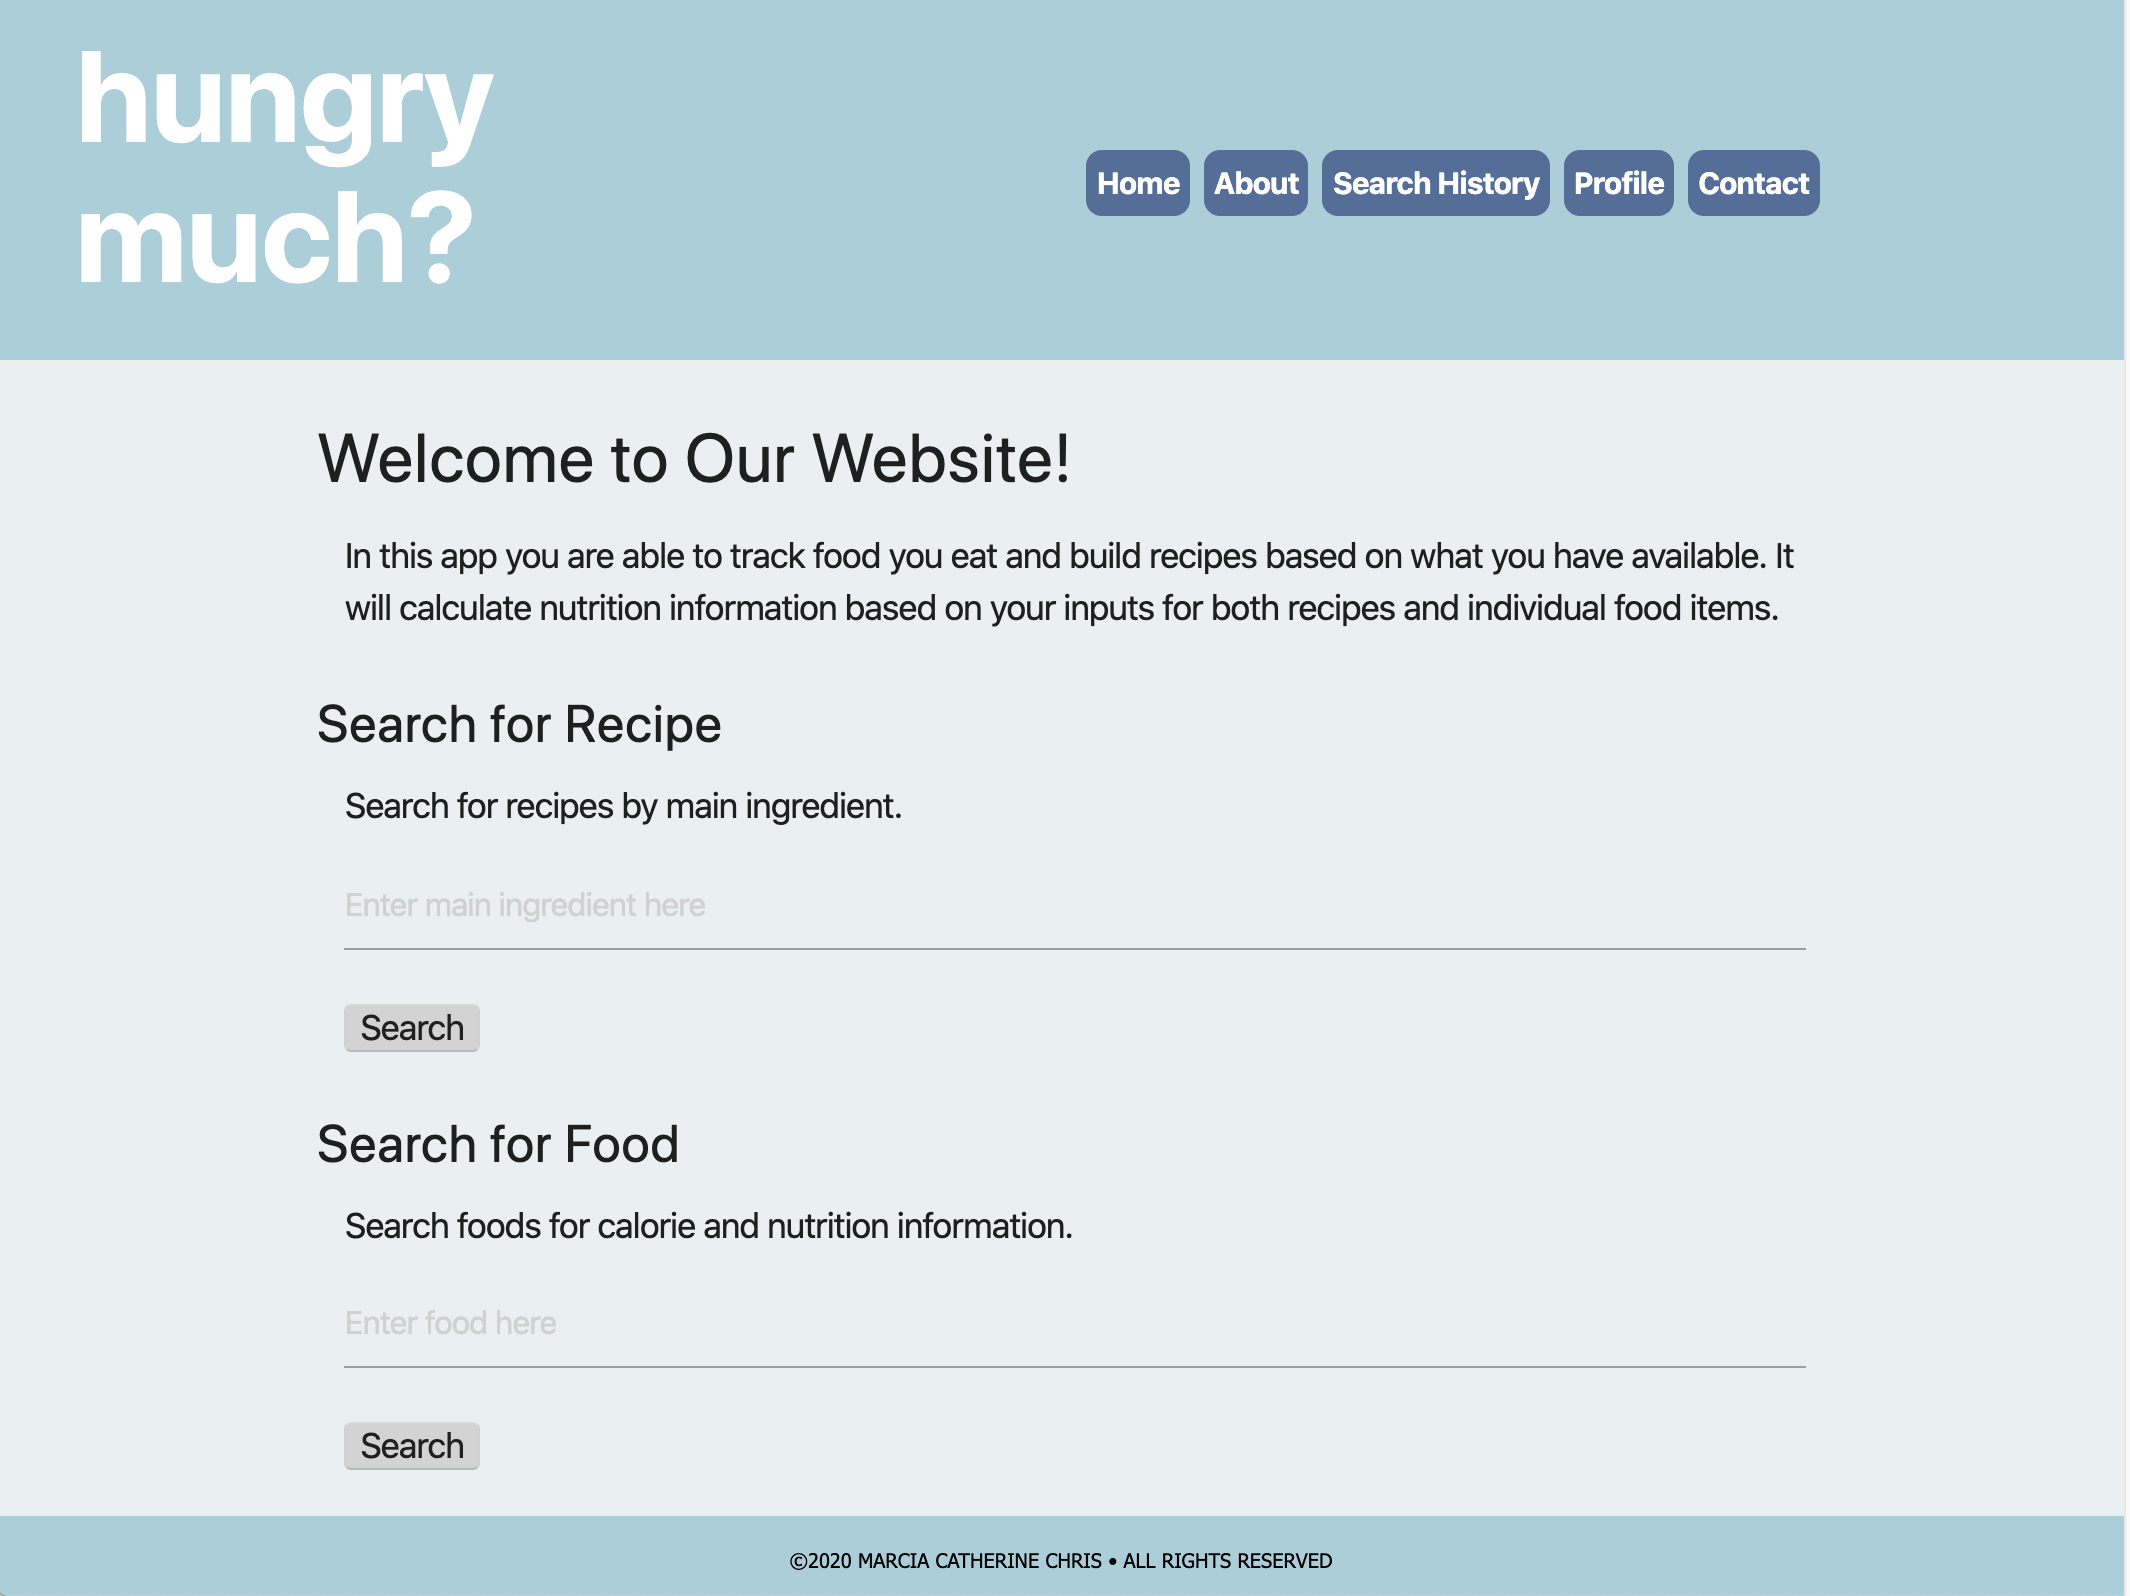 hungry
much?
Home About Search History Profile Contact
Welcome to Our Website!
In this app you are able to track food you eat and build recipes based on what you have available. It
will calculate nutrition information based on your inputs for both recipes and individual food items.
Search for Recipe
Search for recipes by main ingredient.
Enter main ingredient here
Search
Search for Food
Search foods for calorie and nutrition information.
Enter food here
Search
©2020 MARCIA CATHERINE CHRIS • ALL RIGHTS RESERVED